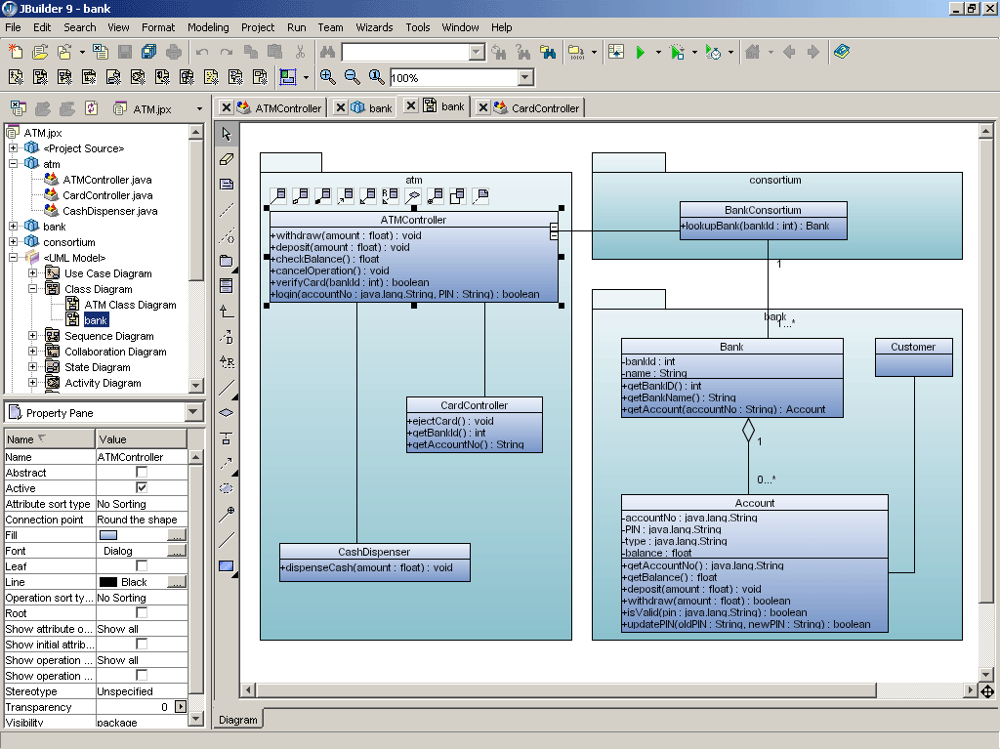 JBuilder 9 - bank
File Edit Search View Format Modeling Project Run Team Wizards Tools Window Help
100%
ATM.jpx
ATMController bank bank CardController
ATM.jpx
<Project Source>
atm
ATMController.java
CardController.java
CashDispenser.java
bank
consortium
<UML Model>
Use Case Diagram
Class Diagram
ATM Class Diagram
bank
Sequence Diagram
Collaboration Diagram
State Diagram
Activity Diagram
Property Pane
Name Value
Name ATMController
Abstract
Active
Attribute sort type No Sorting
Connection point Round the shape
Fill ...
Font Dialog ...
Leaf
Line Black ...
Operation sort ty... No Sorting
Root
Show attribute o... Show all
Show initial attrib...
Show operation ... Show all
Show operation ...
Stereotype Unspecified
Transparency 0
Visibility package
atm
ATMController
+withdraw(amount : float) : void
+deposit(amount : float) : void
+checkBalance() : float
+cancelOperation() : void
+verifyCard(bankId : int) : boolean
+login(accountNo : java.lang.String, PIN : String) : boolean
CardController
+ejectCard() : void
+getBankId() : int
+getAccountNo() : String
CashDispenser
+dispenseCash(amount : float) : void
consortium
BankConsortium
+lookupBank(bankId : int) : Bank
1
bank
1...*
Bank
-bankId : int
-name : String
+getBankID() : int
+getBankName() : String
+getAccount(accountNo : String) : Account
Customer
1
0...*
Account
-accountNo : java.lang.String
-PIN : java.lang.String
-type : java.lang.String
-balance : float
+getAccountNo() : java.lang.String
+getBalance() : float
+deposit(amount : float) : void
+withdraw(amount : float) : boolean
+isValid(pin : java.lang.String) : boolean
+updatePIN(oldPIN : String, newPIN : String) : boolean
Diagram